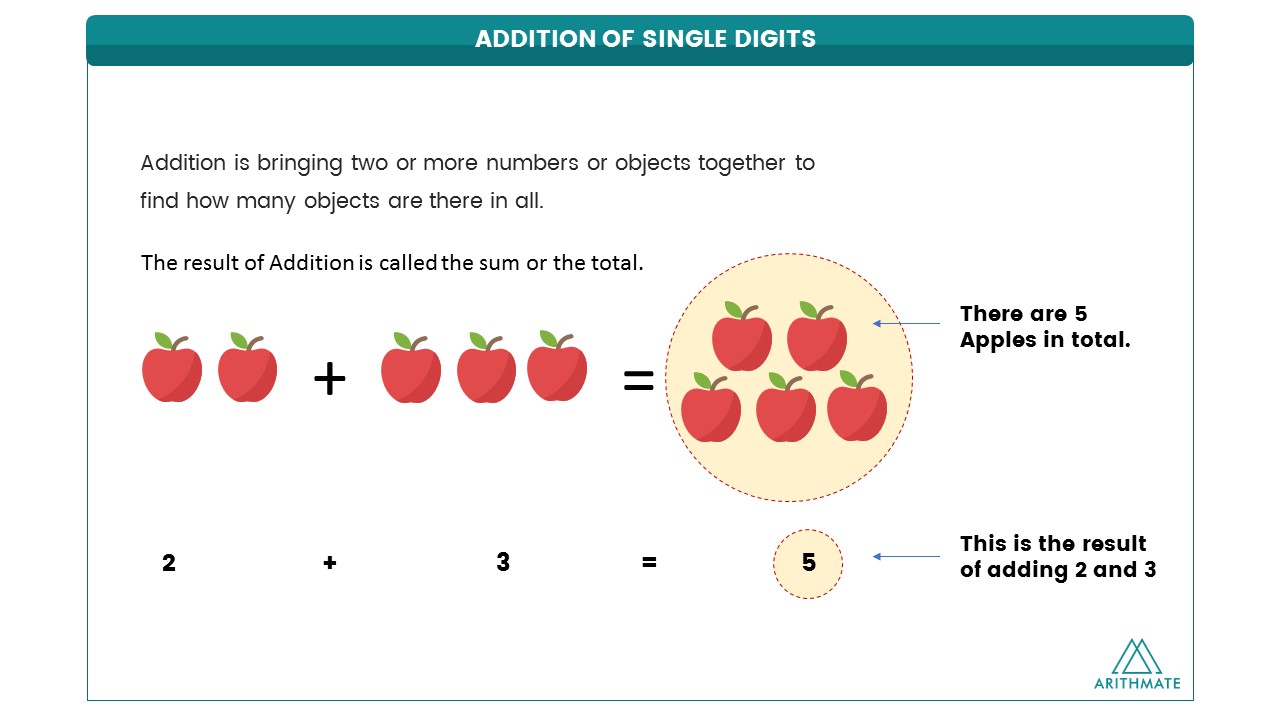 ADDITION OF SINGLE DIGITS
Addition is bringing two or more numbers or objects together to
find how many objects are there in all.
The result of Addition is called the sum or the total.
+ =
There are 5
Apples in total.
2 + 3 = 5
This is the result
of adding 2 and 3
ARITHMATE